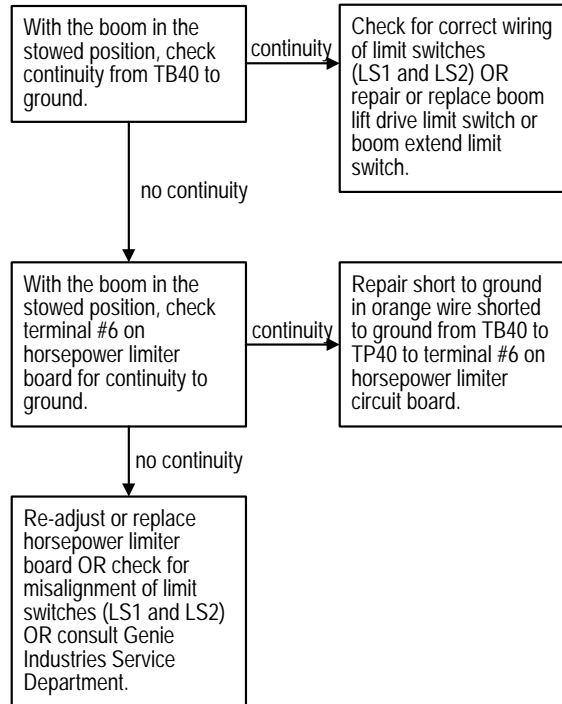 With the boom in the
stowed position, check
continuity from TB40 to
ground.
continuity
Check for correct wiring
of limit switches
(LS1 and LS2) OR
repair or replace boom
lift drive limit switch or
boom extend limit
switch.
no continuity
With the boom in the
stowed position, check
terminal #6 on
horsepower limiter
board for continuity to
ground.
continuity
Repair short to ground
in orange wire shorted
to ground from TB40 to
TP40 to terminal #6 on
horsepower limiter
circuit board.
no continuity
Re-adjust or replace
horsepower limiter
board OR check for
misalignment of limit
switches (LS1 and LS2)
OR consult Genie
Industries Service
Department.